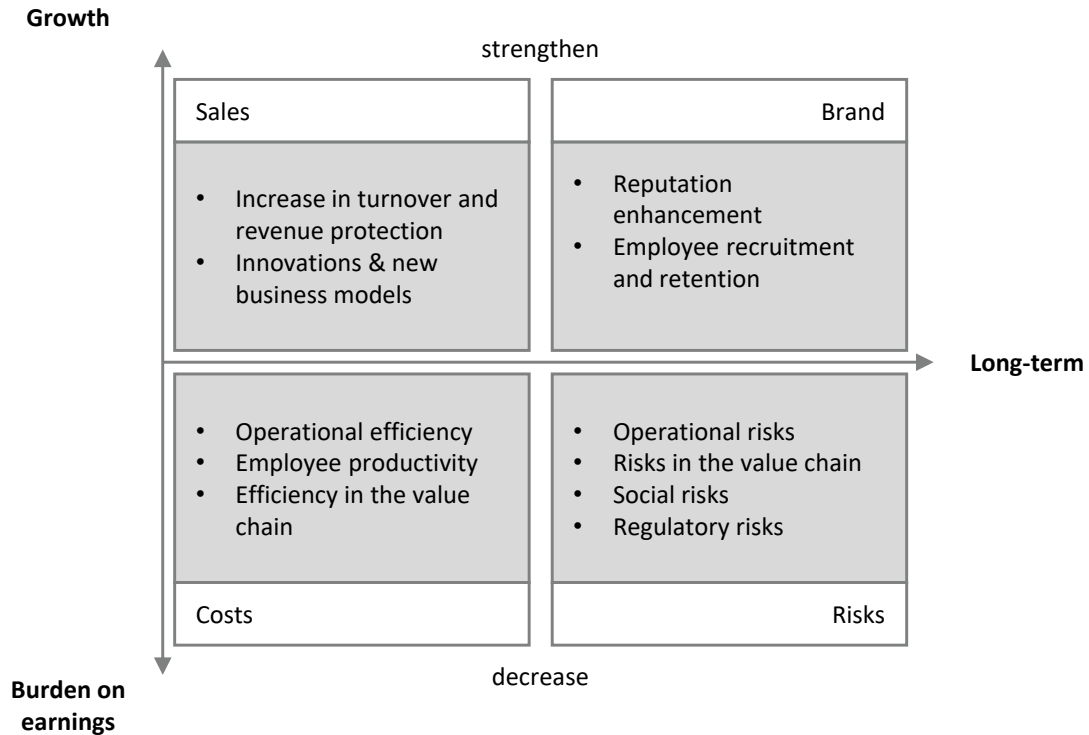 Growth
strengthen
Sales
Brand
• Increase in turnover and
revenue protection
• Innovations & new
business models
• Reputation
enhancement
• Employee recruitment
and retention
Long-term
• Operational efficiency
• Employee productivity
• Efficiency in the value
chain
• Operational risks
• Risks in the value chain
• Social risks
• Regulatory risks
Costs
Risks
decrease
Burden on
earnings